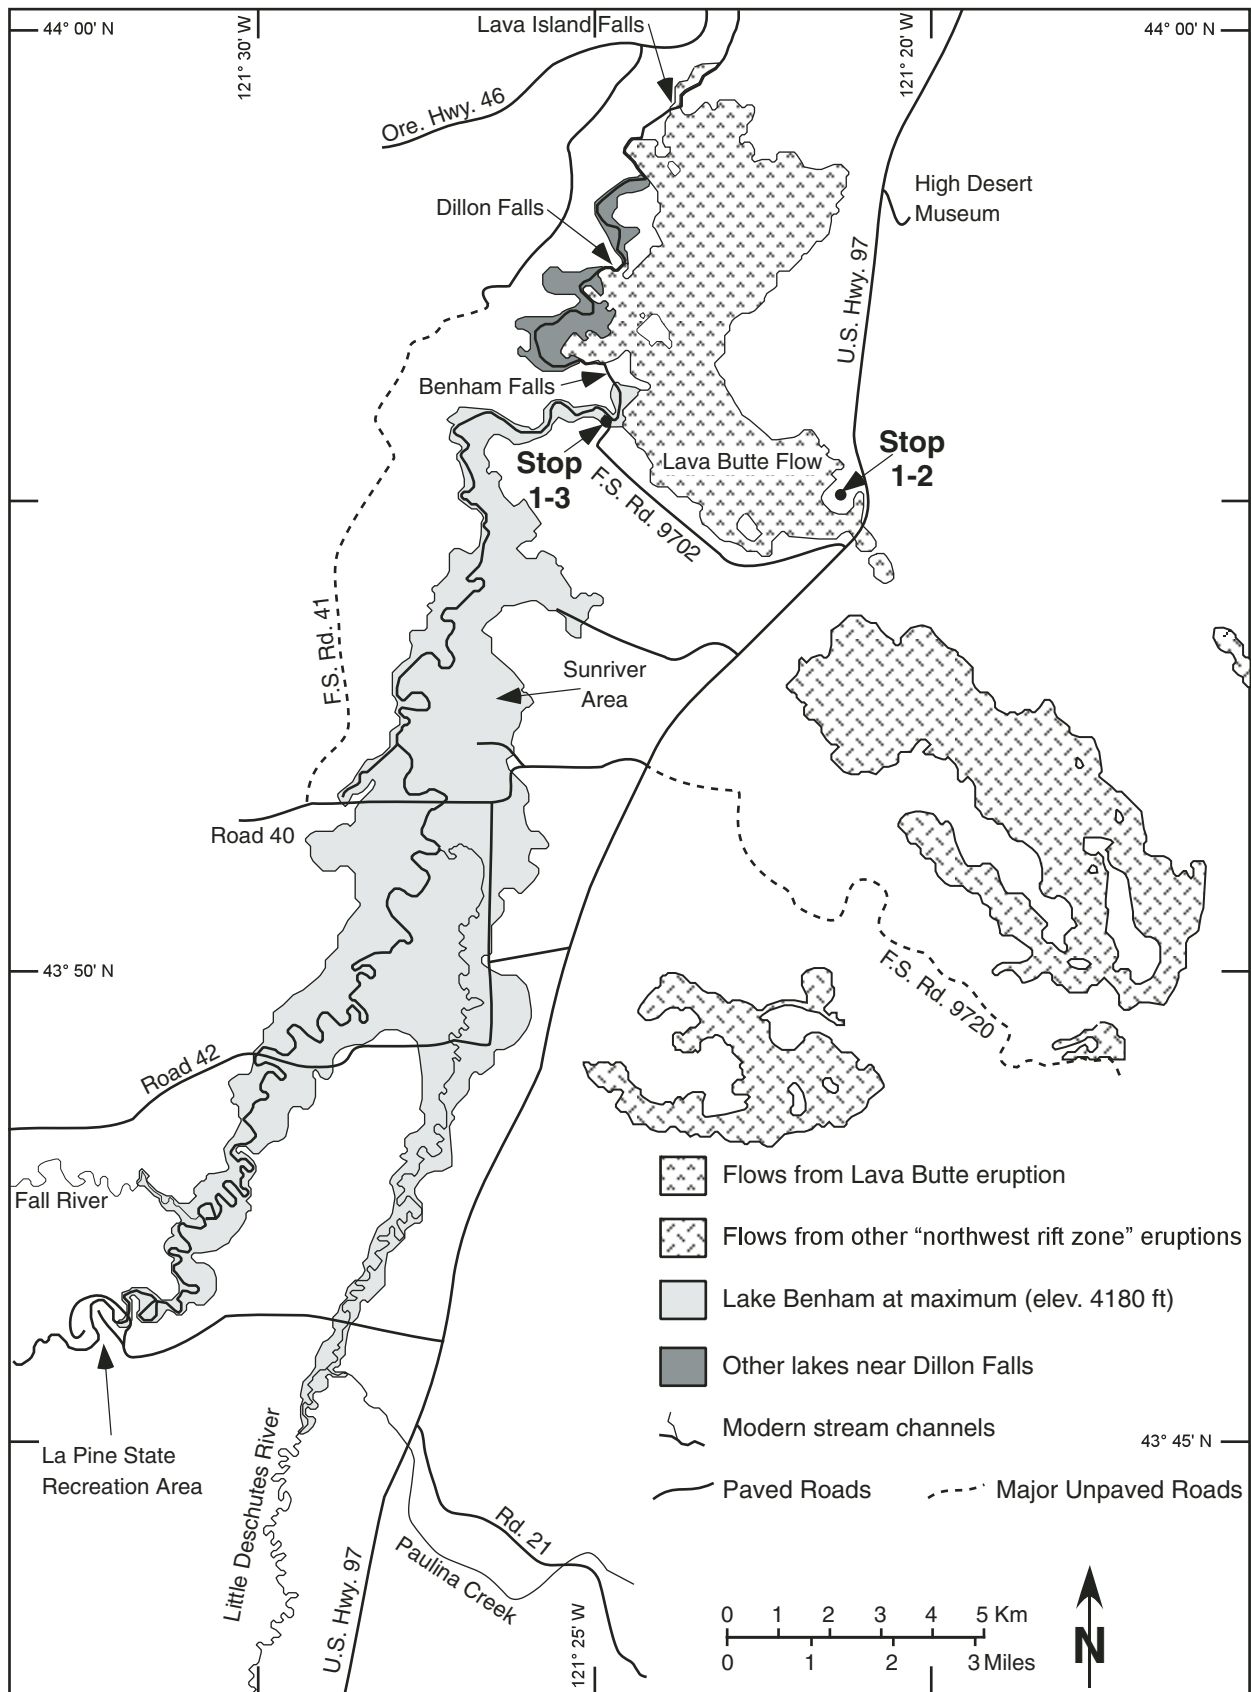 44° 00' N
121° 30' W
Lava Island Falls
121° 20' W
44° 00' N
Ore. Hwy. 46
High Desert
Museum
Dillon Falls
U.S. Hwy. 97
Benham Falls
Stop
1-3
Lava Butte Flow
Stop
1-2
F.S. Rd. 9702
F.S. Rd. 41
Sunriver
Area
Road 40
43° 50' N
F.S. Rd. 9720
Road 42
Fall River
Flows from Lava Butte eruption
Flows from other “northwest rift zone” eruptions
Lake Benham at maximum (elev. 4180 ft)
Other lakes near Dillon Falls
Modern stream channels
43° 45' N
La Pine State
Recreation Area
Paved Roads
Major Unpaved Roads
Little Deschutes River
Rd. 21
Paulina Creek
U.S. Hwy. 97
121° 25' W
0 1 2 3 4 5 Km
0 1 2 3 Miles
N